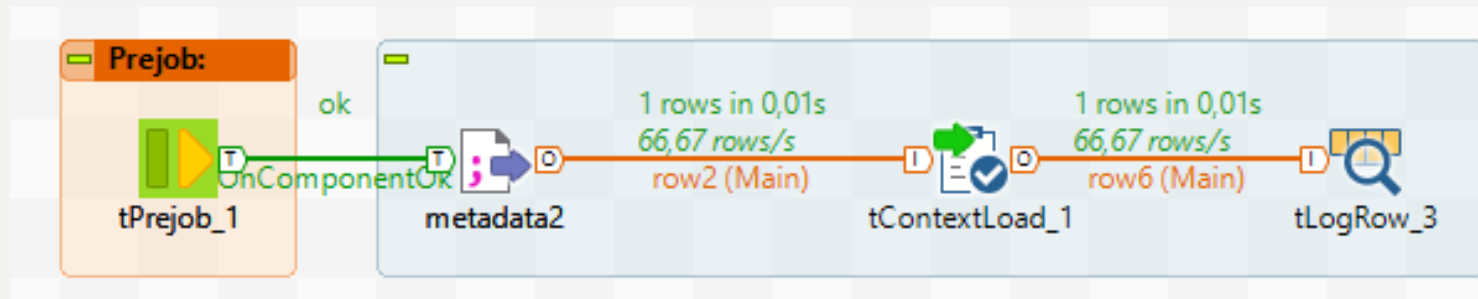 Prejob:
ok
T
T
OnComponentOk
tPrejob_1
metadata2
O
1 rows in 0,01s
66,67 rows/s
row2 (Main)
I
O
tContextLoad_1
1 rows in 0,01s
66,67 rows/s
row6 (Main)
I
tLogRow_3